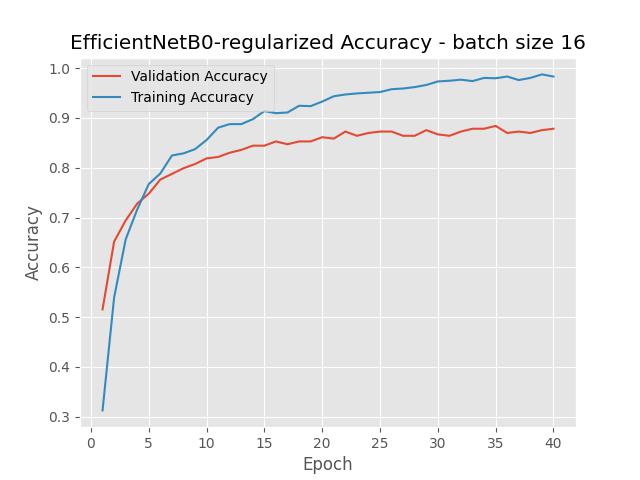 EfficientNetB0-regularized Accuracy - batch size 16
Validation Accuracy
Training Accuracy
1.0
0.9
0.8
0.7
0.6
0.5
0.4
0.3
Accuracy
0 5 10 15 20 25 30 35 40
Epoch